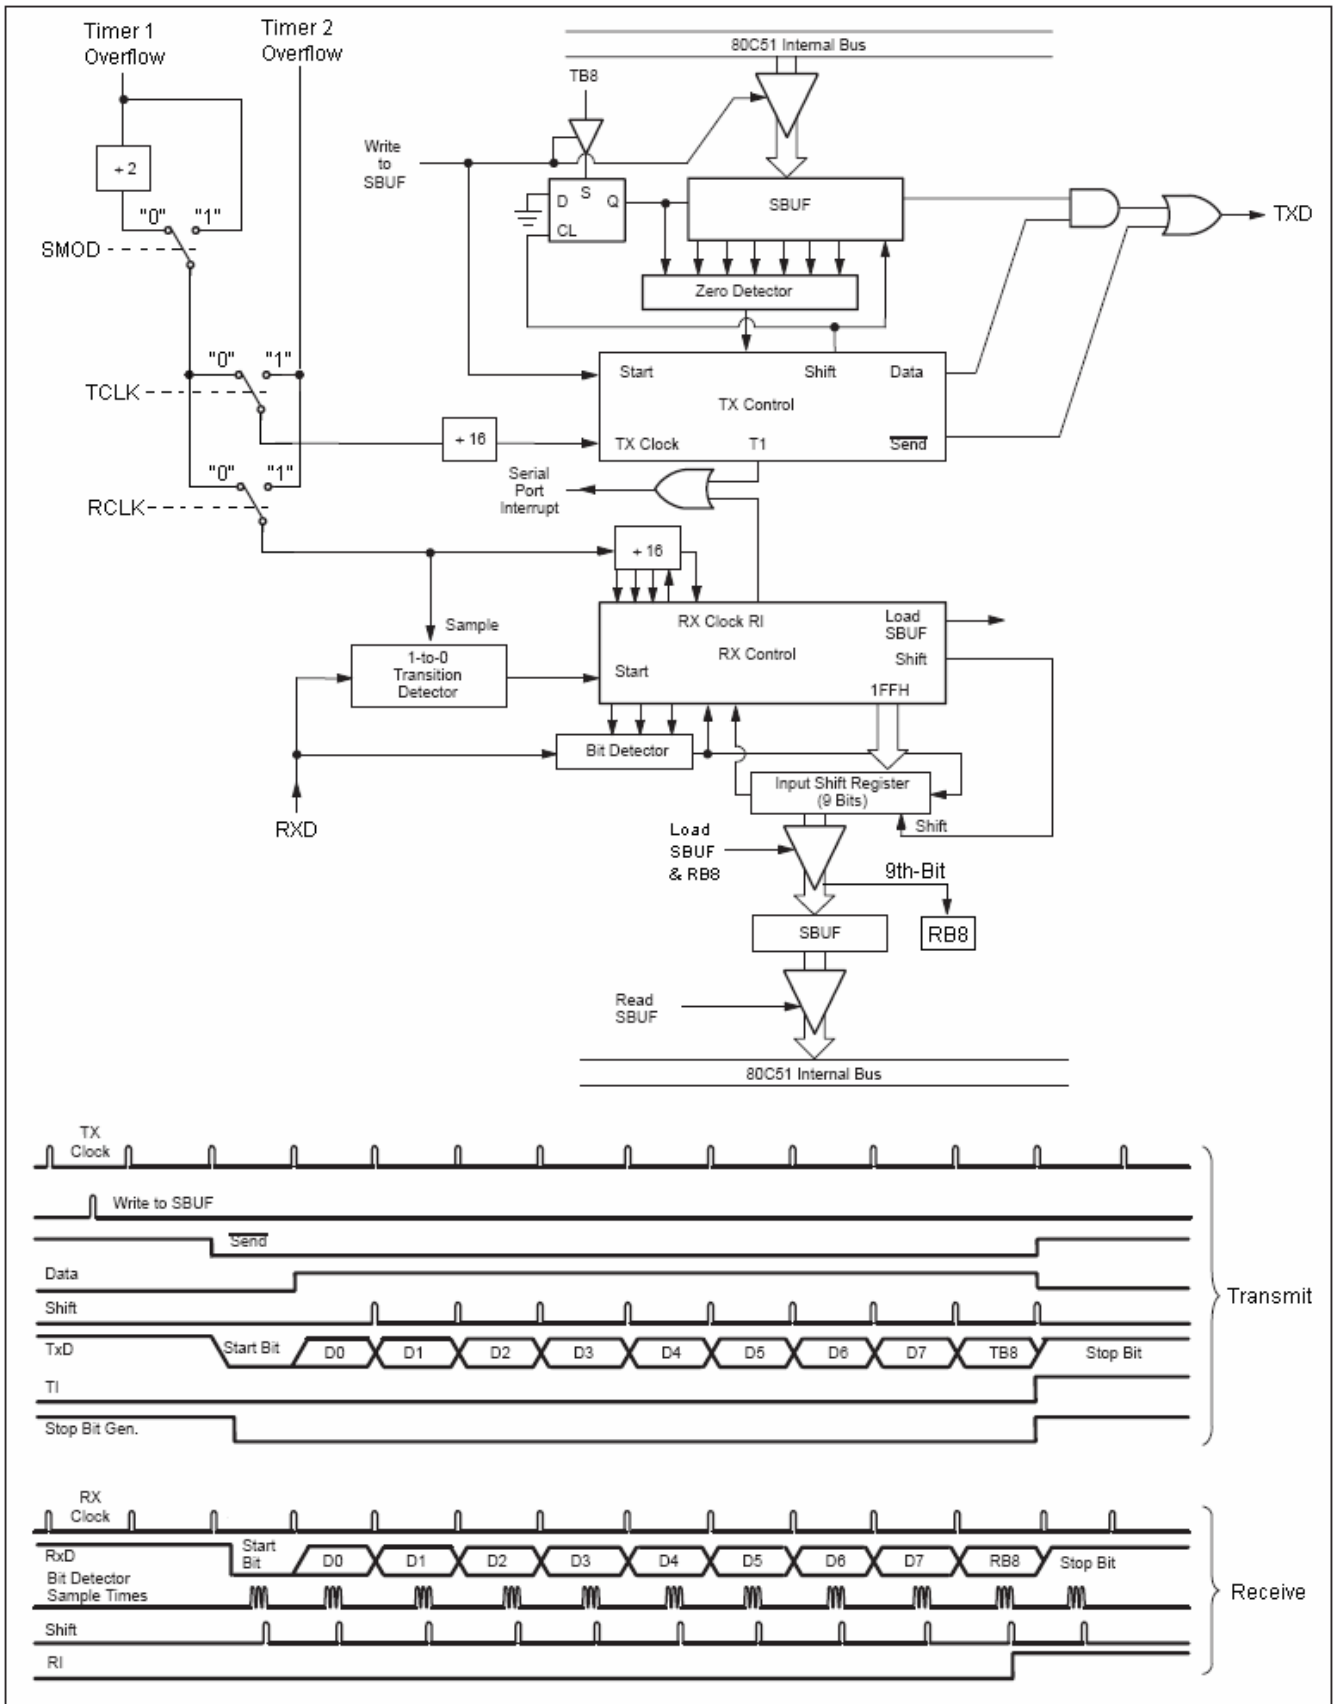 Timer 1
Overflow
Timer 2
Overflow
80C51 Internal Bus
TB8
Write
to
SBUF
÷ 2
"0" "1"
SMOD
D S Q
CL
SBUF
TXD
Zero Detector
"0" "1"
TCLK
Start Shift Data
TX Control
÷ 16
TX Clock T1 Send
"0" "1"
RCLK
Serial
Port
Interrupt
÷ 16
Sample
RX Clock RI Load
SBUF
RX Control
Shift
Start
1FFH
1-to-0
Transition
Detector
Bit Detector
Input Shift Register
(9 Bits)
Shift
RXD
Load
SBUF
& RB8
9th-Bit
SBUF
RB8
Read
SBUF
80C51 Internal Bus
TX
Clock
Write to SBUF
Send
Data
Shift
TxD Start Bit D0 D1 D2 D3 D4 D5 D6 D7 TB8 Stop Bit
TI
Stop Bit Gen.
Transmit
RX
Clock
RxD Start
Bit D0 D1 D2 D3 D4 D5 D6 D7 RB8 Stop Bit
Bit Detector
Sample Times
Shift
RI
Receive